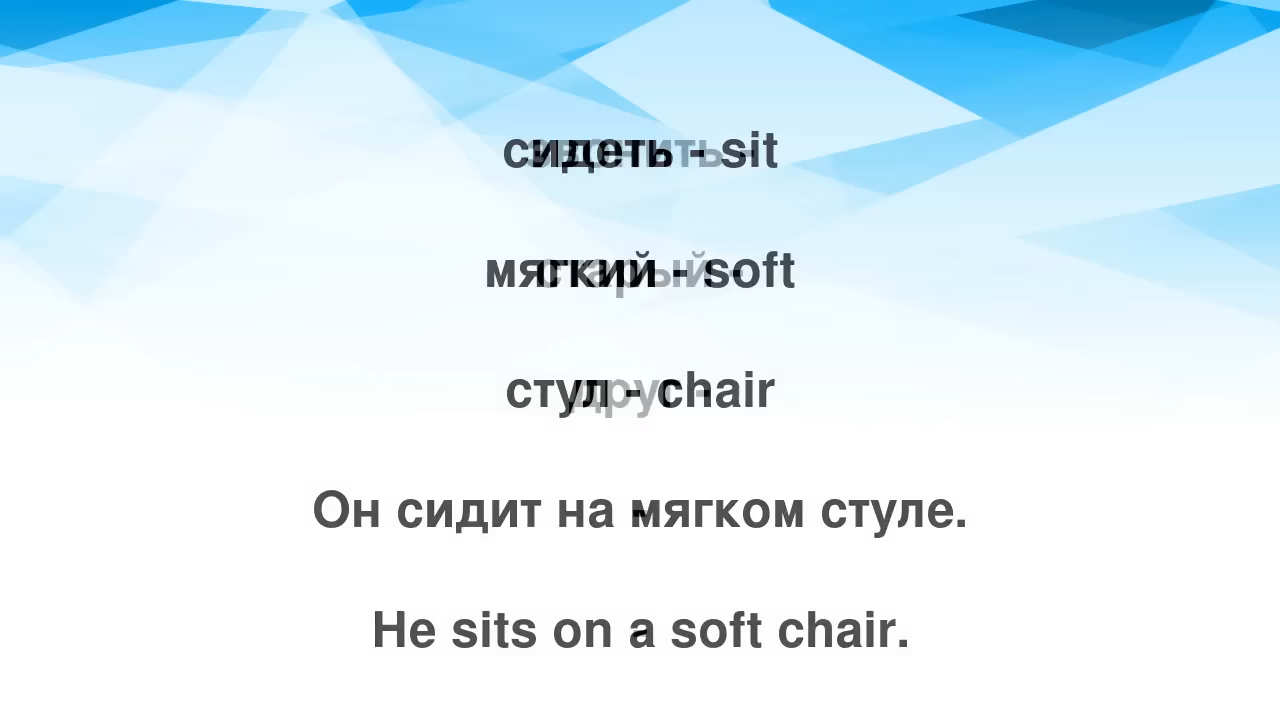 сидеть - sit
мягкий - soft
стул - chair
Он сидит на мягком стуле.
He sits on a soft chair.